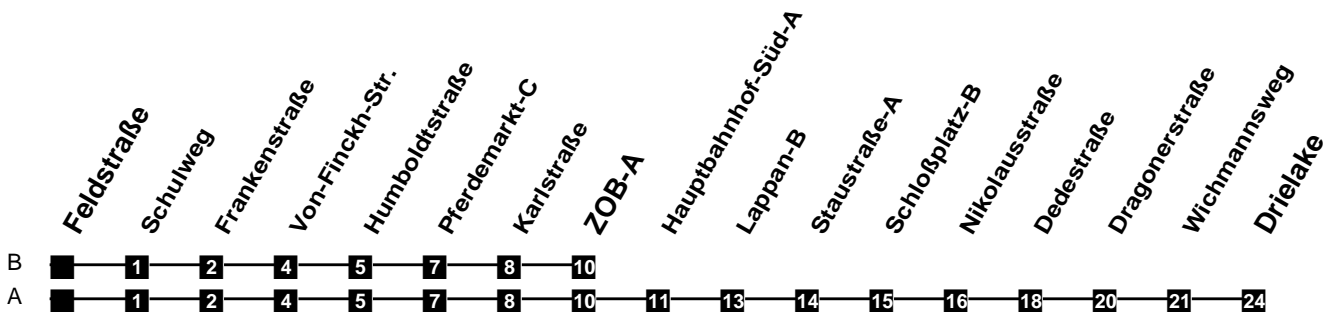 Feldstraße
Schulweg
Frankenstraße
Von-Finckh-Str.
Humboldtstraße
Pferdemarkt-C
Karlstraße
ZOB-A
Hauptbahnhof-Süd-A
Lappan-B
Staustraße-A
Schloßplatz-B
Nikolausstraße
Dedestraße
Dragonerstraße
Wichmannsweg
Drielake
B 1 2 4 5 7 8 10
A 1 2 4 5 7 8 10 11 13 14 15 16 18 20 21 24